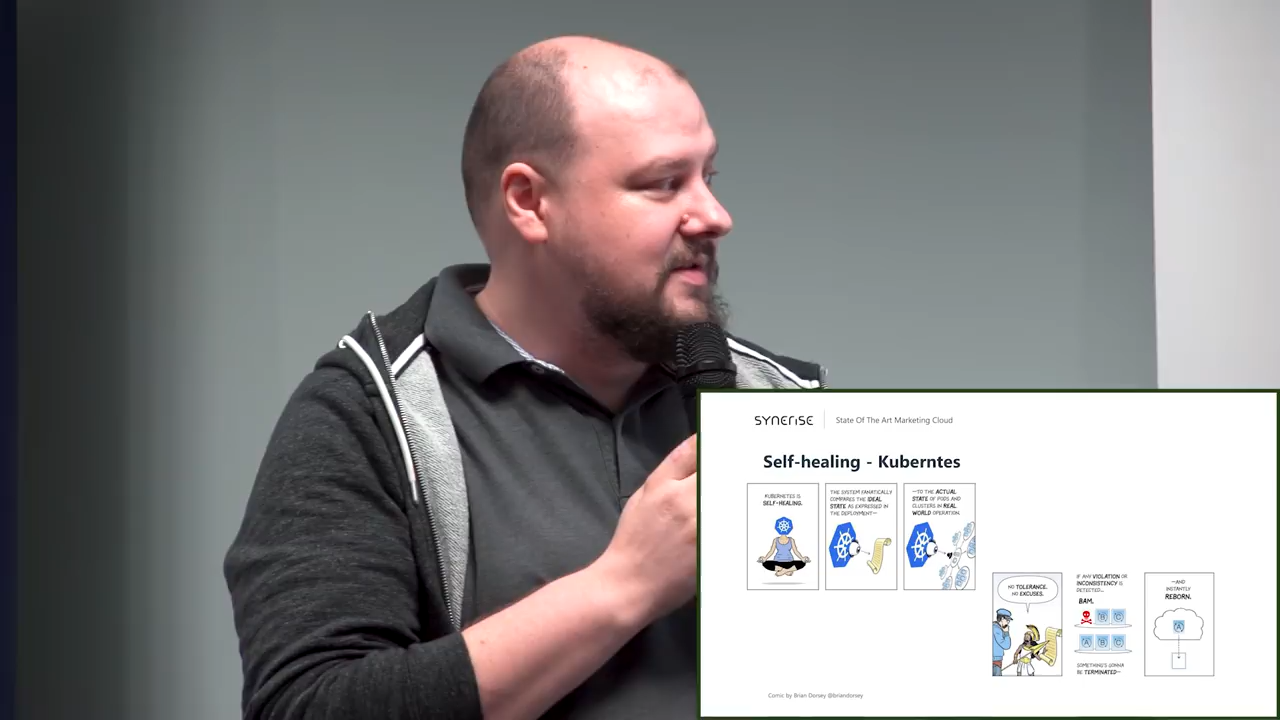 SYNERISE
State Of The Art Marketing Cloud
Self-healing - Kuberntes
KUBERNETES IS
SELF-HEALING.
THE SYSTEM FANATICALLY
COMPARES THE IDEAL
STATE AS EXPRESSED IN
THE DEPLOYMENT—
—TO THE ACTUAL
STATE OF PODS AND
CLUSTERS IN REAL
WORLD OPERATION.
NO TOLERANCE.
NO EXCUSES.
IF ANY VIOLATION OR
INCONSISTENCY IS
DETECTED...
BAM.
B C
A B C
SOMETHING'S GONNA
BE TERMINATED—
—AND
INSTANTLY
REBORN.
A
Comic by Brian Dorsey @briandorsey